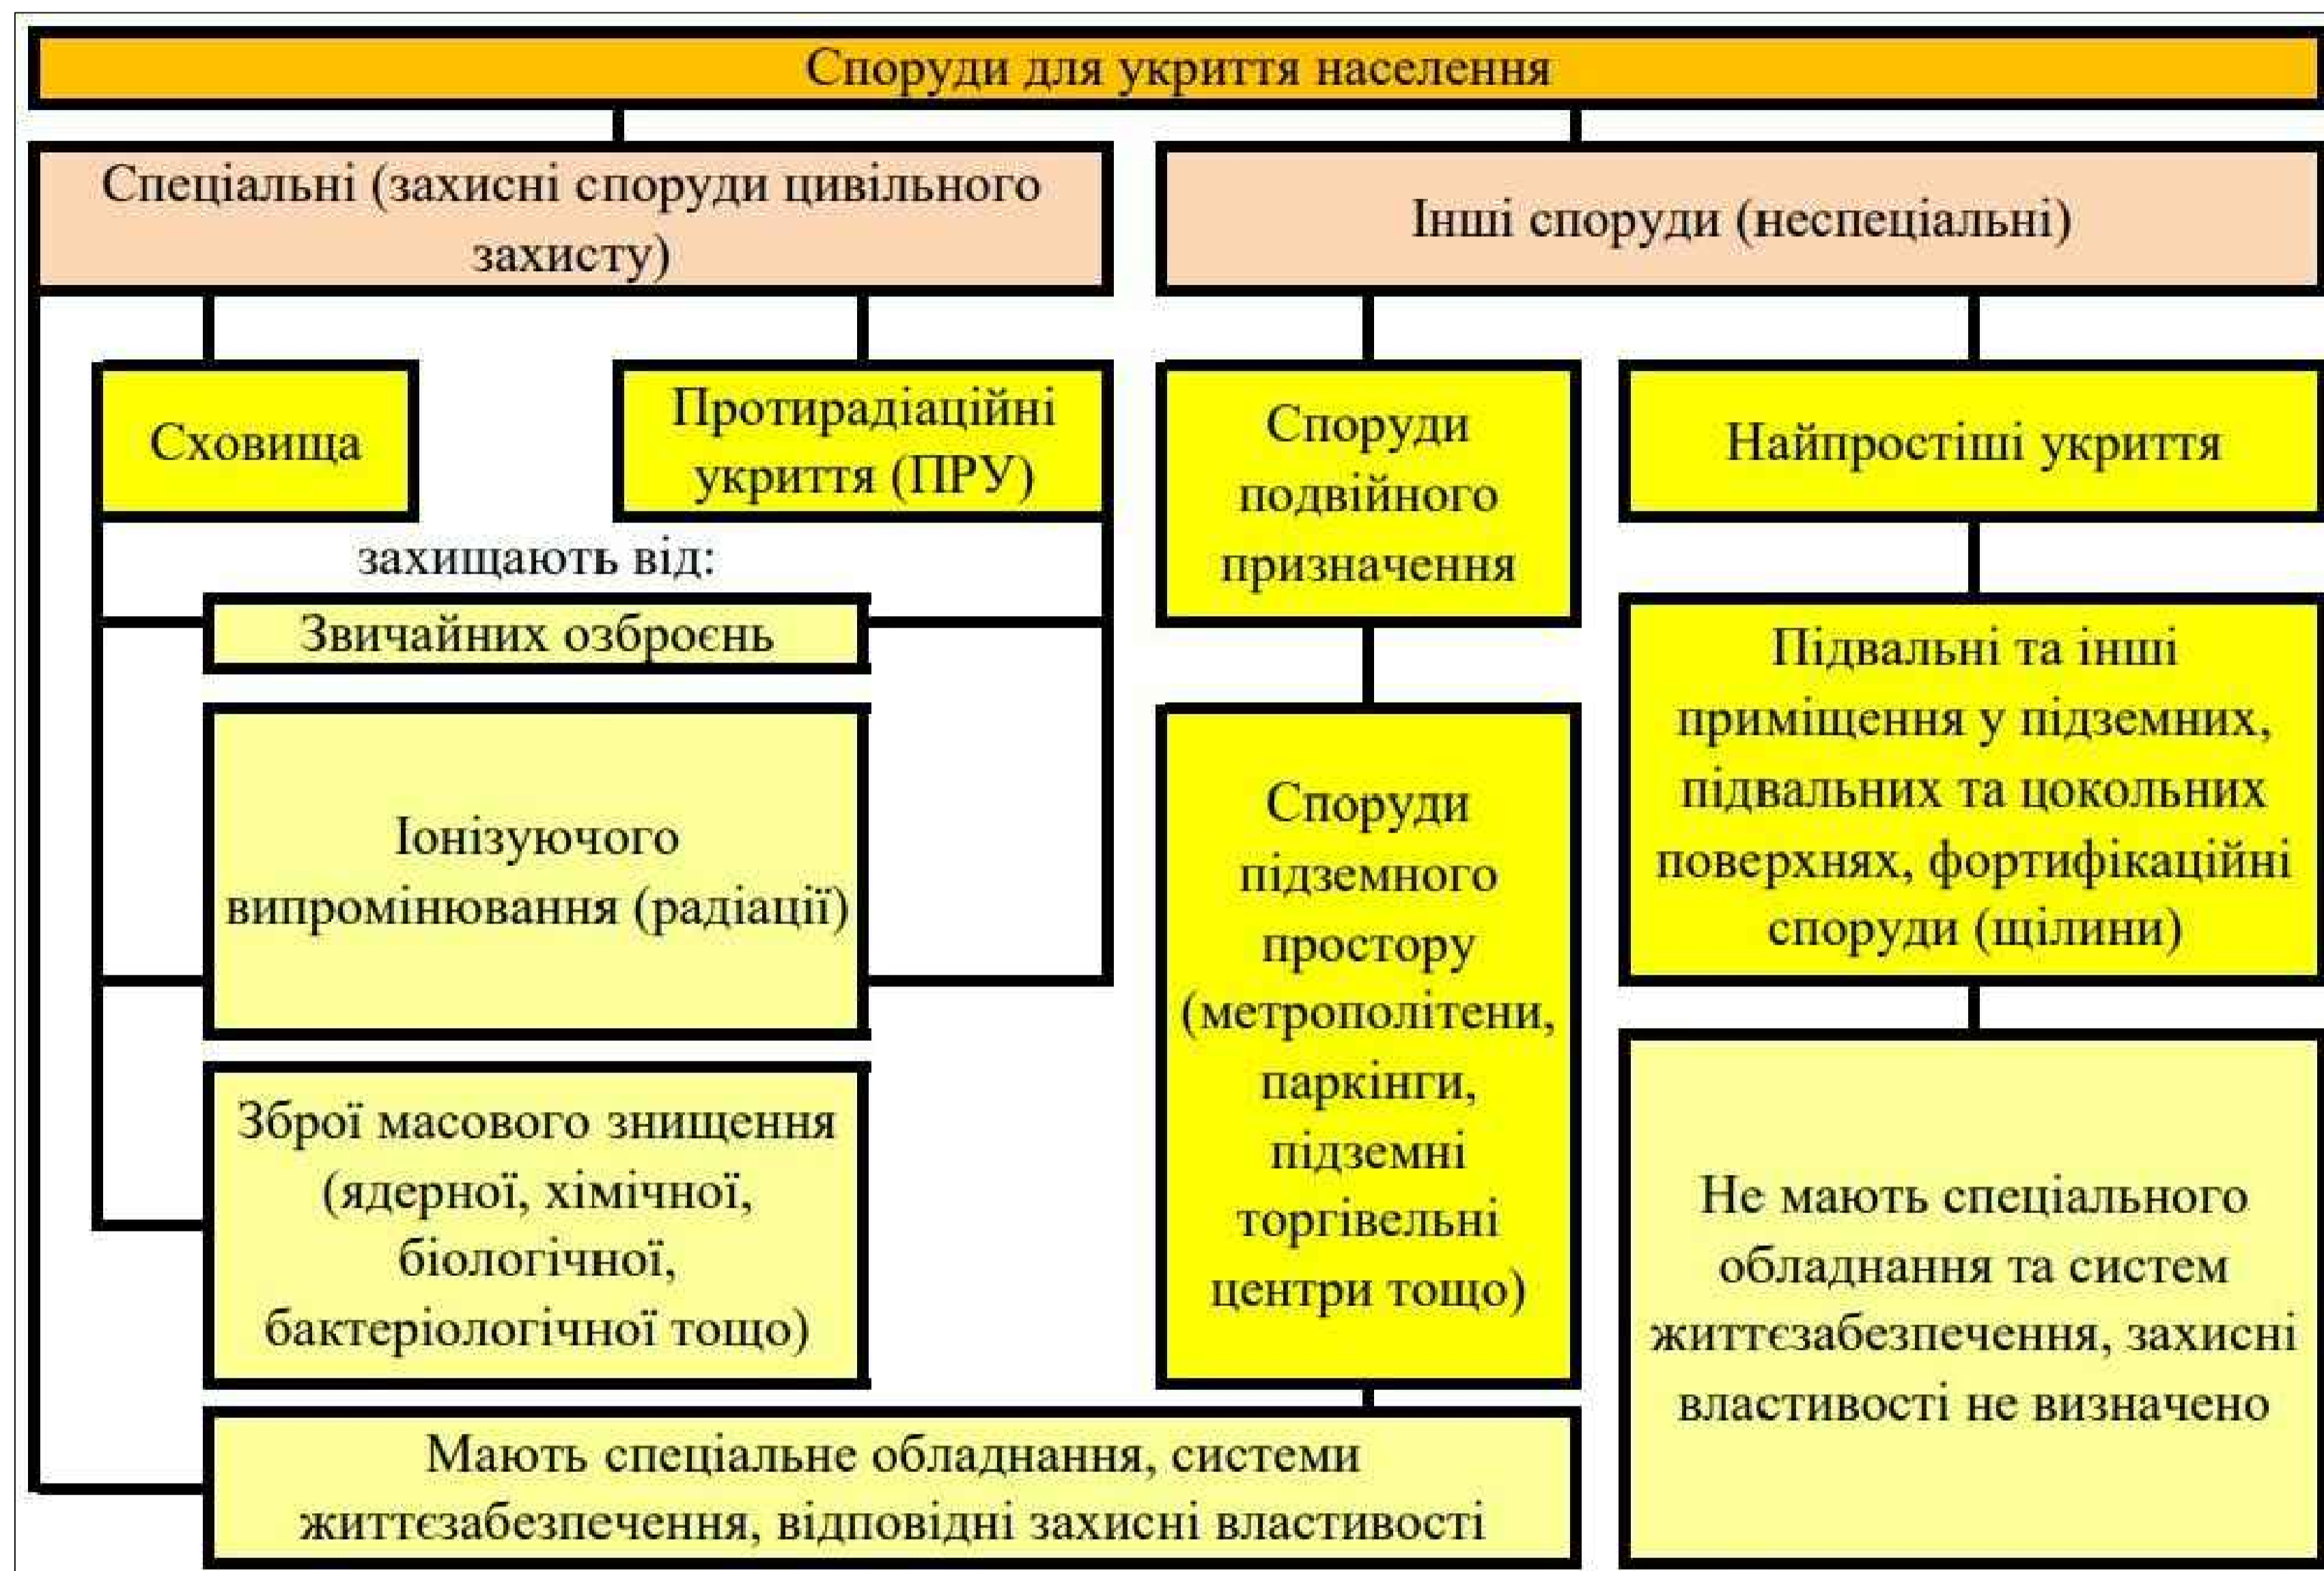 Споруди для укриття населення
Спеціальні (захисні споруди цивільного
захисту)
Інші споруди (неспеціальні)
Сховища
Протирадіаційні
укриття (ПРУ)
захищають від:
Звичайних озброєнь
Іонізуючого
випромінювання (радіації)
Зброї масового знищення
(ядерної, хімічної,
біологічної,
бактеріологічної тощо)
Споруди
подвійного
призначення
Споруди
підземного
простору
(метрополітени,
паркінги,
підземні
торгівельні
центри тощо)
Мають спеціальне обладнання, системи
життєзабезпечення, відповідні захисні властивості
Найпростіші укриття
Підвальні та інші
приміщення у підземних,
підвальних та цокольних
поверхнях, фортифікаційні
споруди (щілини)
Не мають спеціального
обладнання та систем
життєзабезпечення, захисні
властивості не визначено